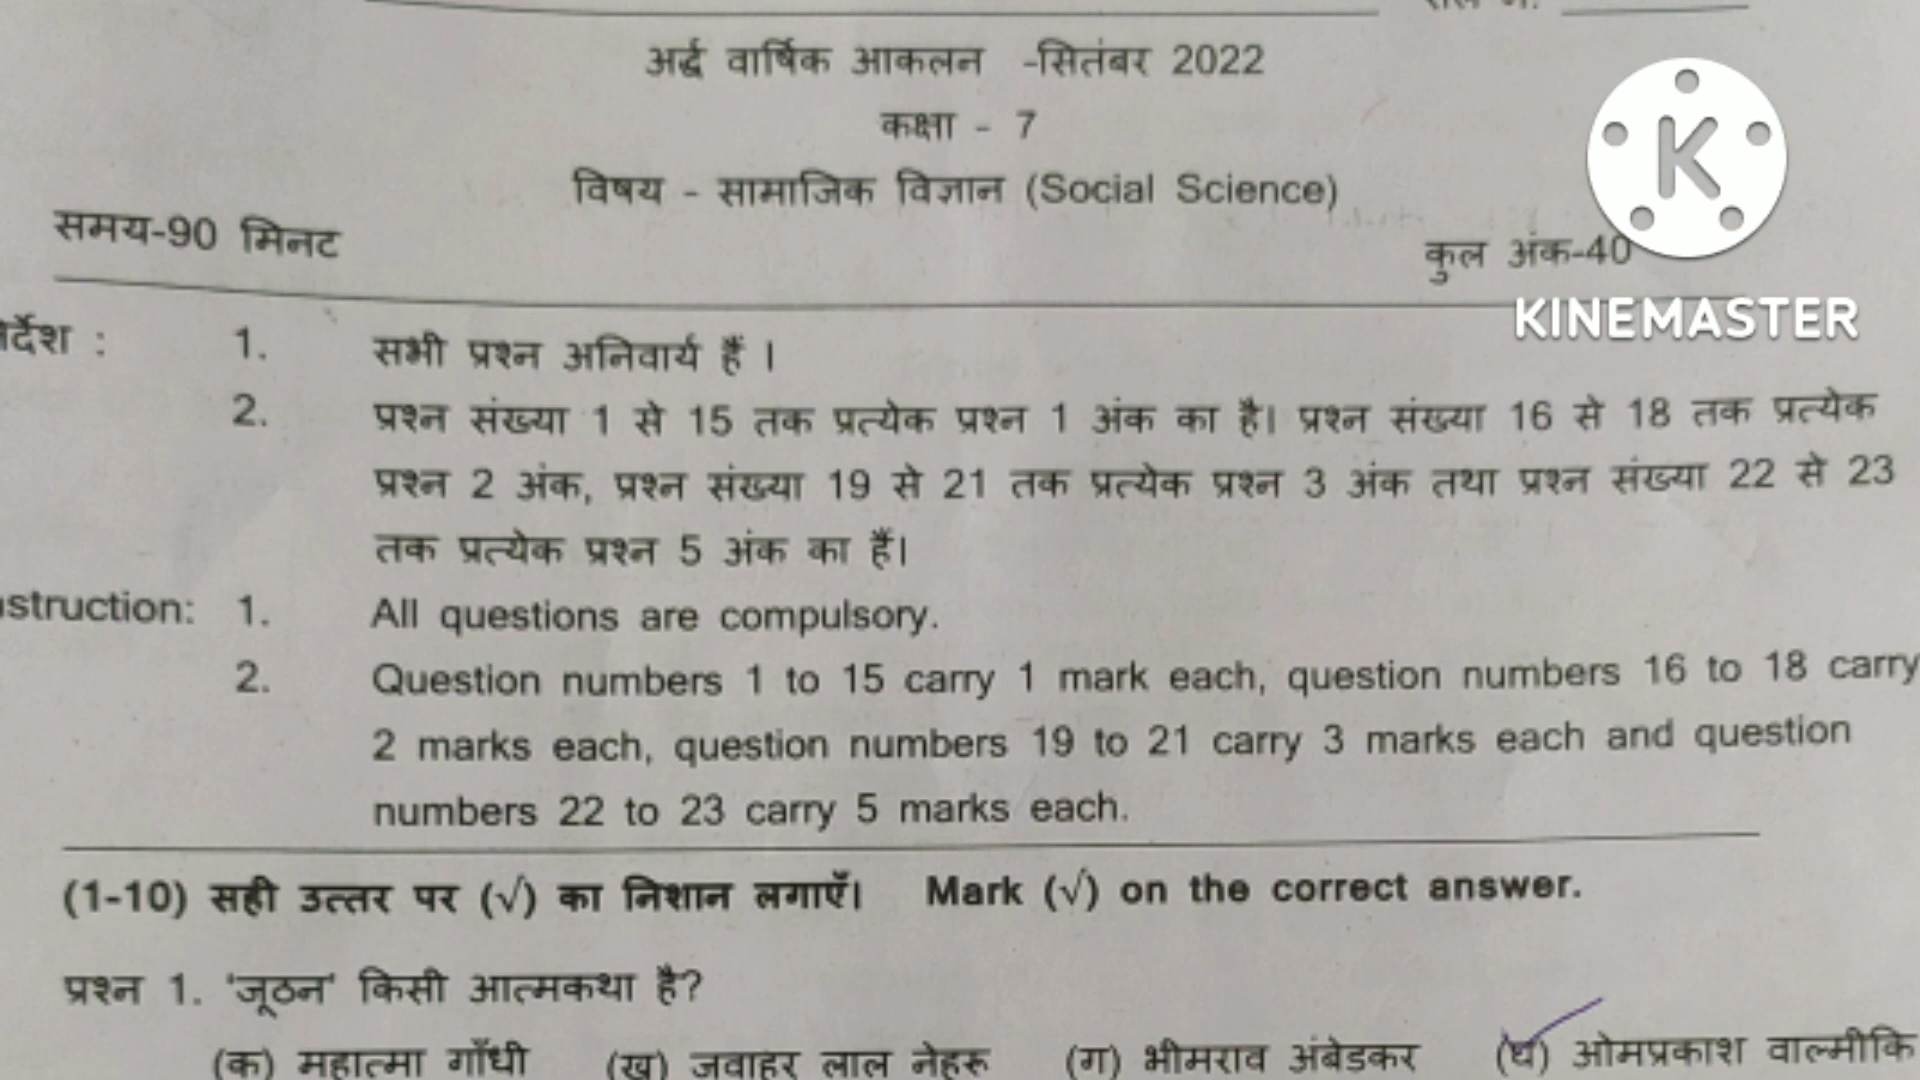 अर्द्ध वार्षिक आकलन -सितंबर 2022
कक्षा - 7
विषय - सामाजिक विज्ञान (Social Science)
समय-90 मिनट
कुल अंक-40
K
KINEMASTER
र्देश : 1. सभी प्रश्न अनिवार्य हैं ।
2. प्रश्न संख्या 1 से 15 तक प्रत्येक प्रश्न 1 अंक का है। प्रश्न संख्या 16 से 18 तक प्रत्येक
प्रश्न 2 अंक, प्रश्न संख्या 19 से 21 तक प्रत्येक प्रश्न 3 अंक तथा प्रश्न संख्या 22 से 23
तक प्रत्येक प्रश्न 5 अंक का हैं।
struction: 1. All questions are compulsory.
2. Question numbers 1 to 15 carry 1 mark each, question numbers 16 to 18 carry
2 marks each, question numbers 19 to 21 carry 3 marks each and question
numbers 22 to 23 carry 5 marks each.
(1-10) सही उत्तर पर (√) का निशान लगाएँ। Mark (√) on the correct answer.
प्रश्न 1. 'जूठन' किसी आत्मकथा है?
(क) महात्मा गाँधी (ख) जवाहर लाल नेहरू (ग) भीमराव अंबेडकर (घ) ओमप्रकाश वाल्मीकि